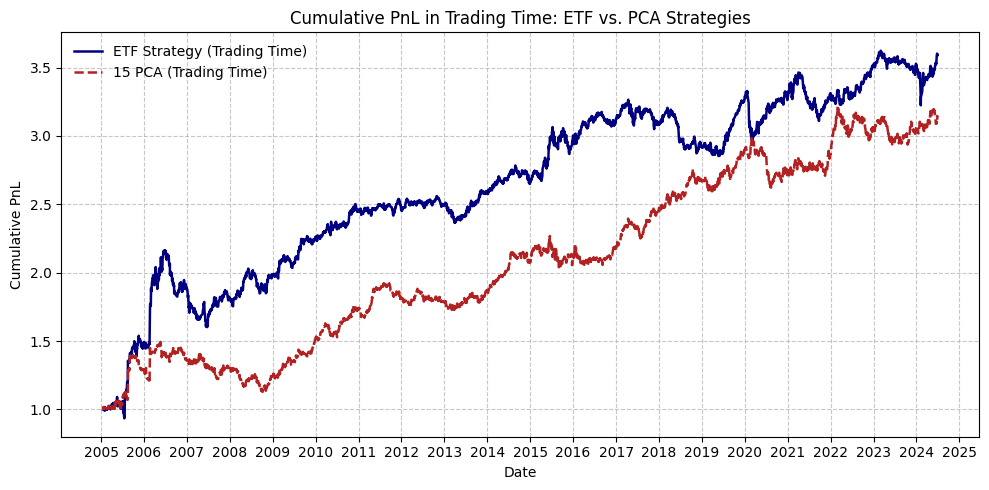 Cumulative PnL in Trading Time: ETF vs. PCA Strategies
ETF Strategy (Trading Time)
15 PCA (Trading Time)
Cumulative PnL
3.5
3.0
2.5
2.0
1.5
1.0
2005 2006 2007 2008 2009 2010 2011 2012 2013 2014 2015 2016 2017 2018 2019 2020 2021 2022 2023 2024 2025
Date